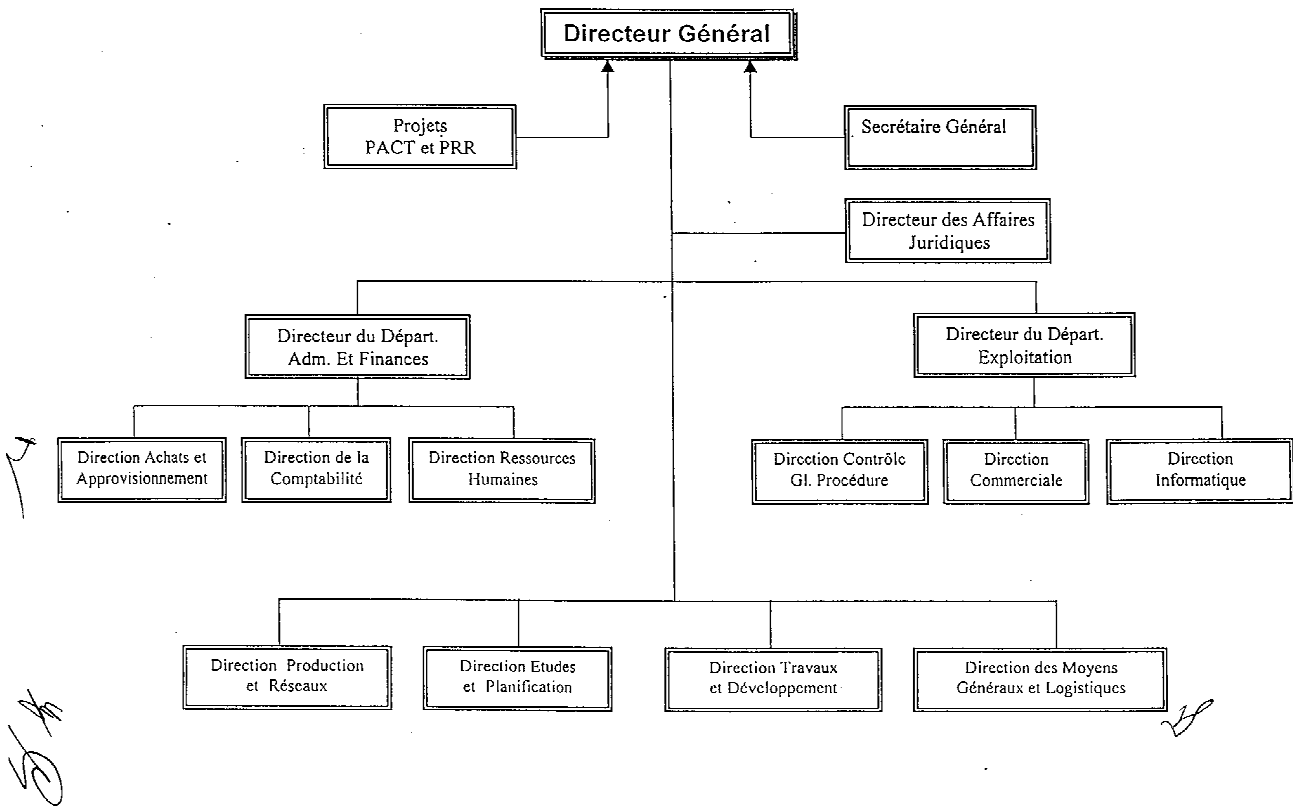 Directeur Général
Projets
PACT et PRR
Secrétaire Général
Directeur des Affaires
Juridiques
Directeur du Départ.
Adm. Et Finances
Directeur du Départ.
Exploitation
Direction Achats et
Approvisionnement
Direction de la
Comptabilité
Direction Ressources
Humaines
Direction Contrôle
Gl. Procédure
Direction
Commerciale
Direction
Informatique
Direction Production
et Réseaux
Direction Etudes
et Planification
Direction Travaux
et Développement
Direction des Moyens
Généraux et Logistiques